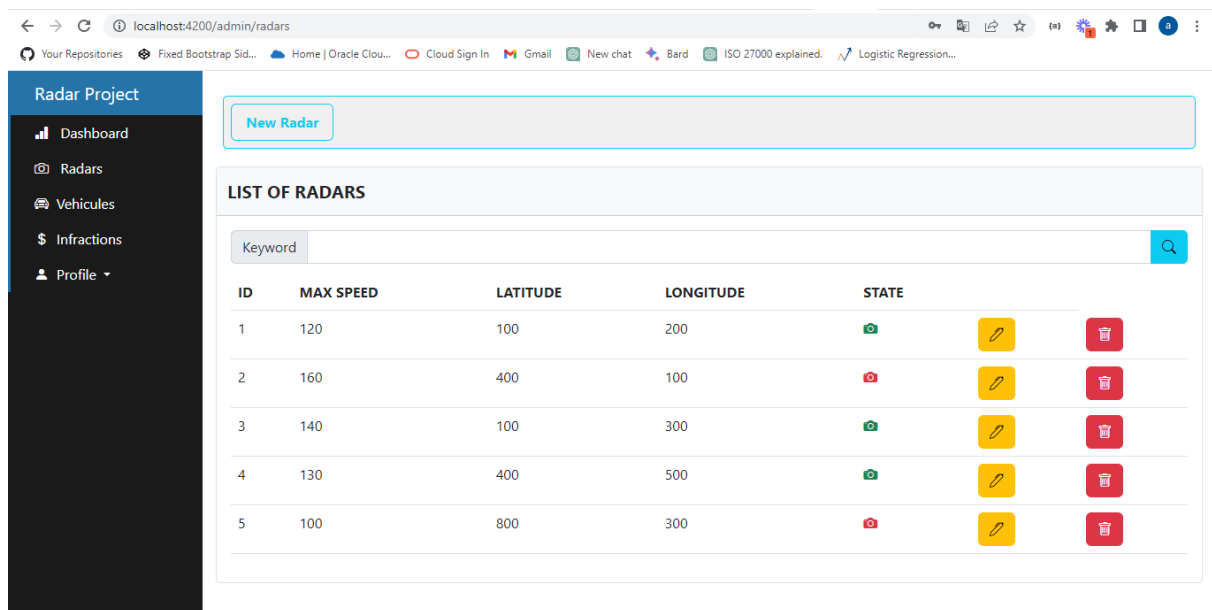 localhost:4200/admin/radars
a
1
Your Repositories Fixed Bootstrap Sid... Home | Oracle Clou... Cloud Sign In Gmail New chat Bard ISO 27000 explained. Logistic Regression...
Radar Project
Dashboard
Radars
Vehicules
$ Infractions
Profile
New Radar
LIST OF RADARS
Keyword
ID MAX SPEED LATITUDE LONGITUDE STATE
1 120 100 200
2 160 400 100
3 140 100 300
4 130 400 500
5 100 800 300